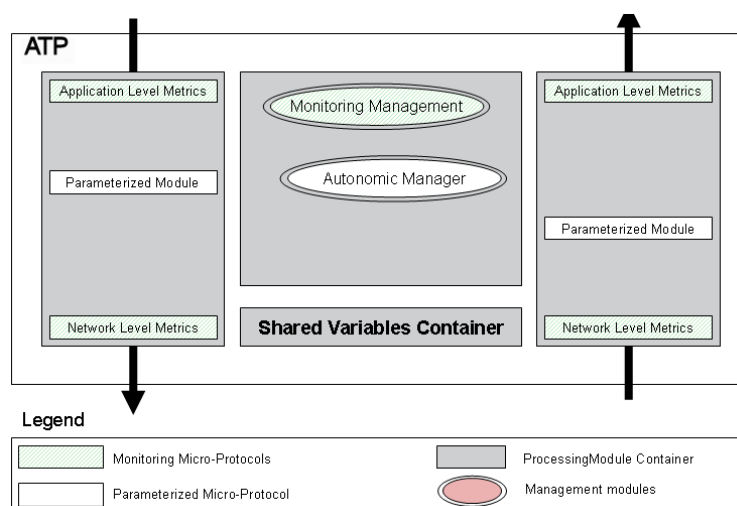 ATP
Application Level Metrics
Parameterized Module
Network Level Metrics
Monitoring Management
Autonomic Manager
Shared Variables Container
Application Level Metrics
Parameterized Module
Network Level Metrics
Legend
Monitoring Micro-Protocols
ProcessingModule Container
Parameterized Micro-Protocol
Management modules